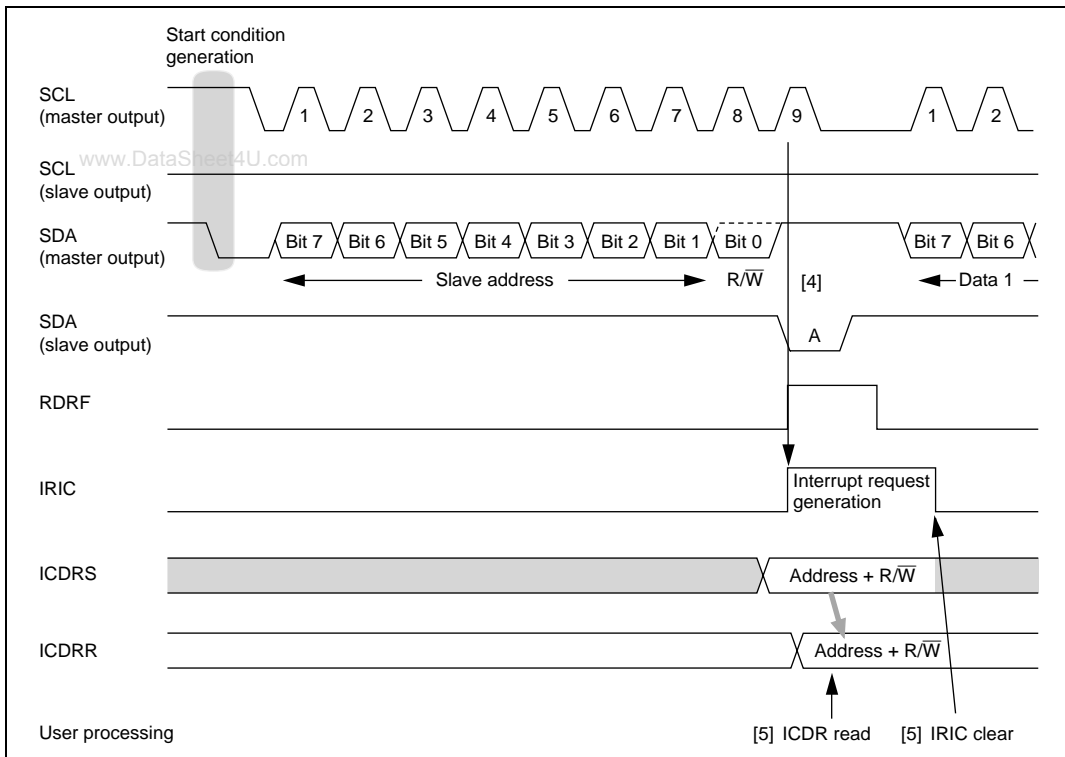 Start condition
generation
SCL
(master output)
1 2 3 4 5 6 7 8 9 1 2
www.DataSheet4U.com
SCL
(slave output)
SDA
(master output)
Bit 7 Bit 6 Bit 5 Bit 4 Bit 3 Bit 2 Bit 1 Bit 0 Bit 7 Bit 6
Slave address R/W̅ [4] Data 1
SDA
(slave output)
A
RDRF
IRIC
Interrupt request
generation
ICDRS
Address + R/W̅
ICDRR
Address + R/W̅
User processing
[5] ICDR read [5] IRIC clear